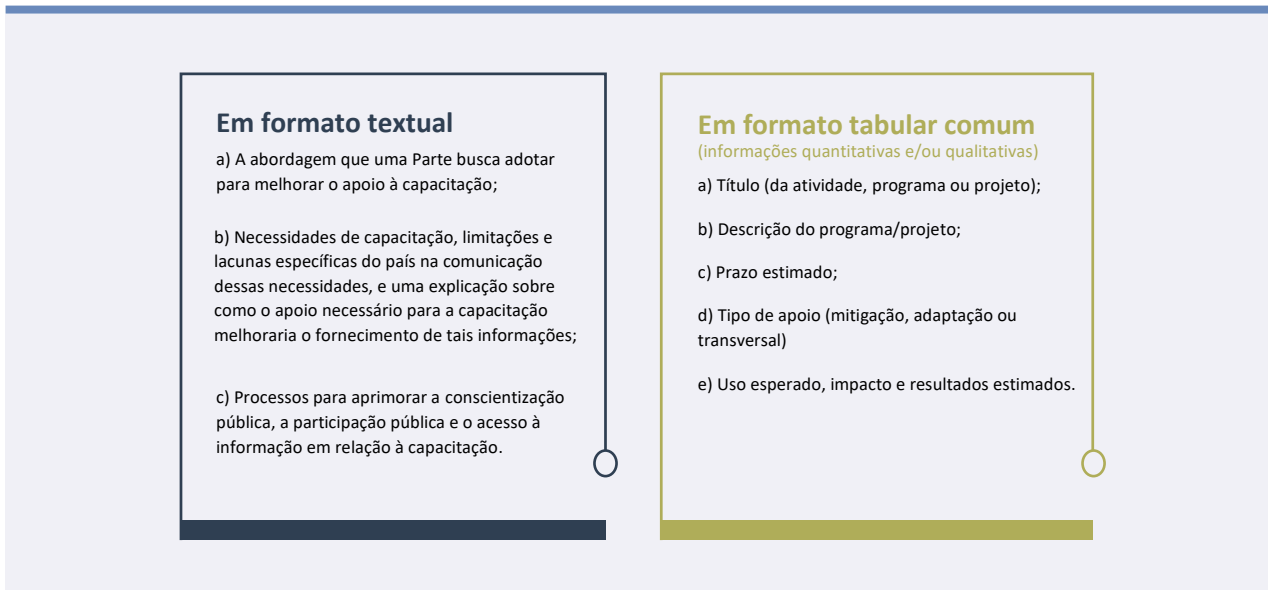 Em formato textual
a) A abordagem que uma Parte busca adotar
para melhorar o apoio à capacitação;
b) Necessidades de capacitação, limitações e
lacunas específicas do país na comunicação
dessas necessidades, e uma explicação sobre
como o apoio necessário para a capacitação
melhoraria o fornecimento de tais informações;
c) Processos para aprimorar a conscientização
pública, a participação pública e o acesso à
informação em relação à capacitação.
Em formato tabular comum
(informações quantitativas e/ou qualitativas)
a) Título (da atividade, programa ou projeto);
b) Descrição do programa/projeto;
c) Prazo estimado;
d) Tipo de apoio (mitigação, adaptação ou
transversal)
e) Uso esperado, impacto e resultados estimados.